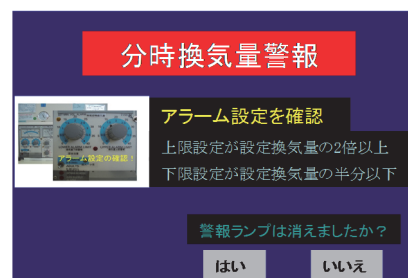 分時換気量警報
アラーム設定の確認！
アラーム設定を確認
上限設定が設定換気量の2倍以上
下限設定が設定換気量の半分以下
警報ランプは消えましたか？
はい
いいえ